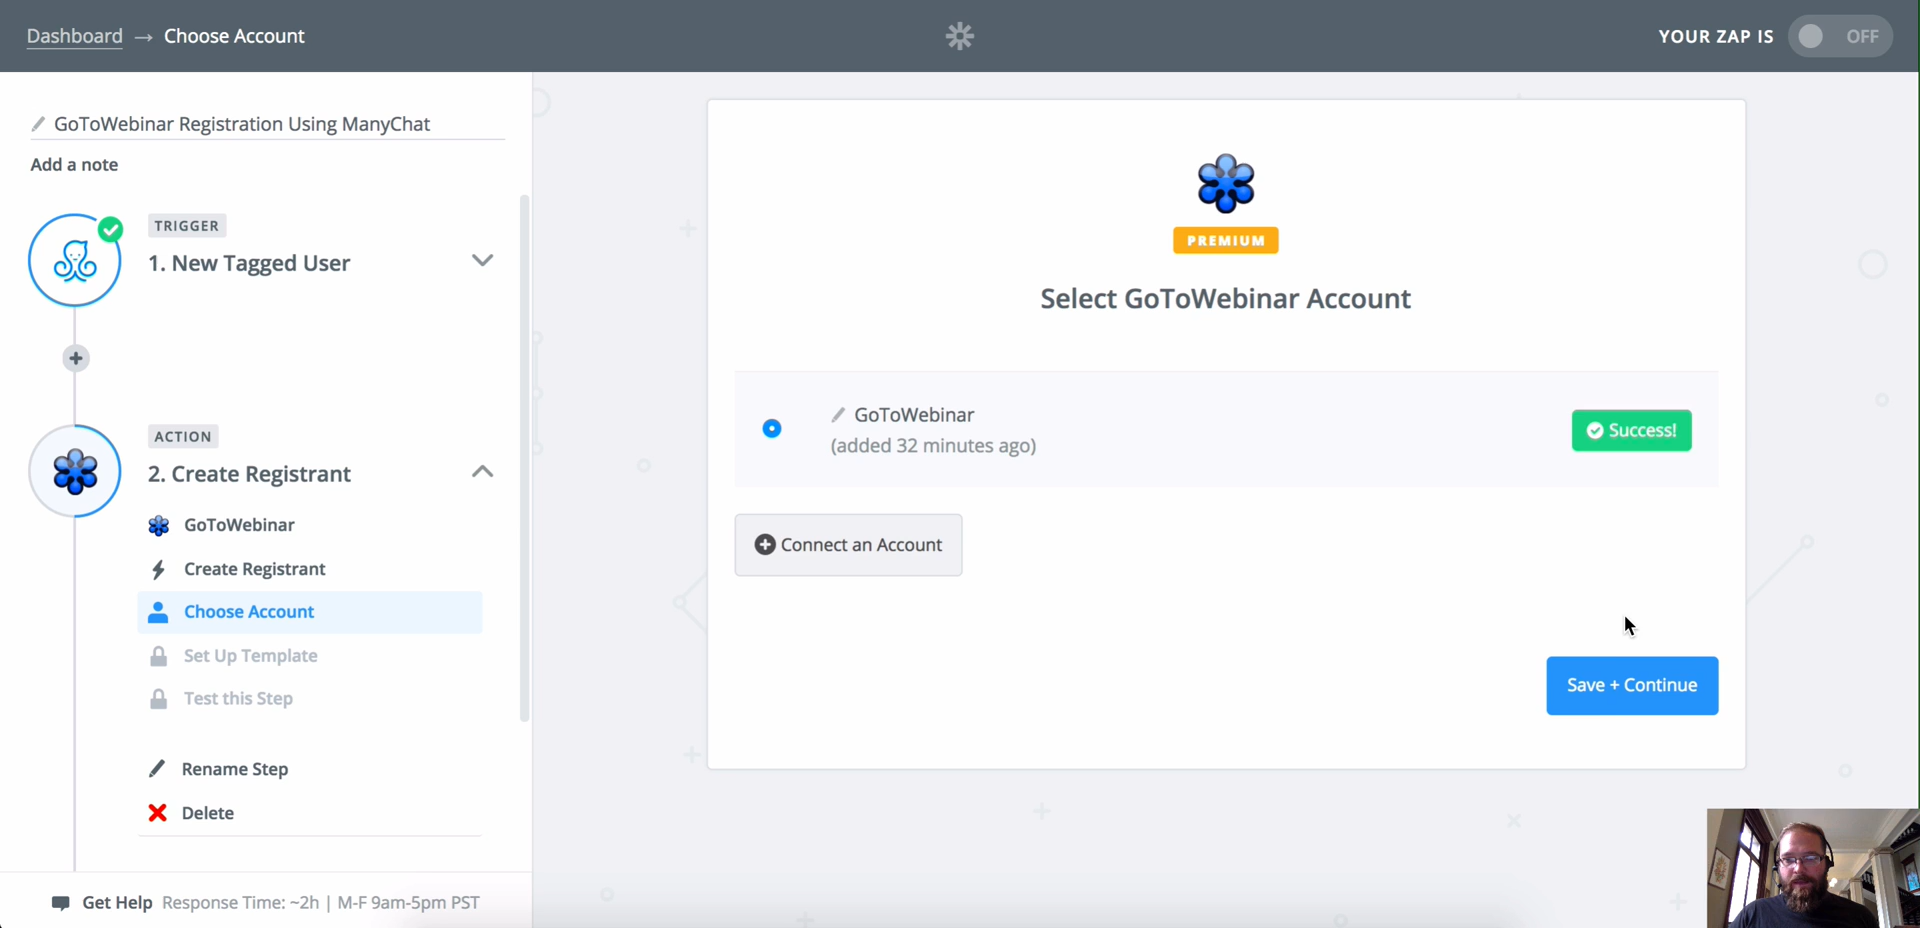 Dashboard → Choose Account
YOUR ZAP IS OFF
GoToWebinar Registration Using ManyChat
Add a note
TRIGGER
1. New Tagged User
ACTION
2. Create Registrant
GoToWebinar
Create Registrant
Choose Account
Set Up Template
Test this Step
Rename Step
Delete
Get Help Response Time: ~2h | M-F 9am-5pm PST
PREMIUM
Select GoToWebinar Account
GoToWebinar
(added 32 minutes ago)
Success!
Connect an Account
Save + Continue